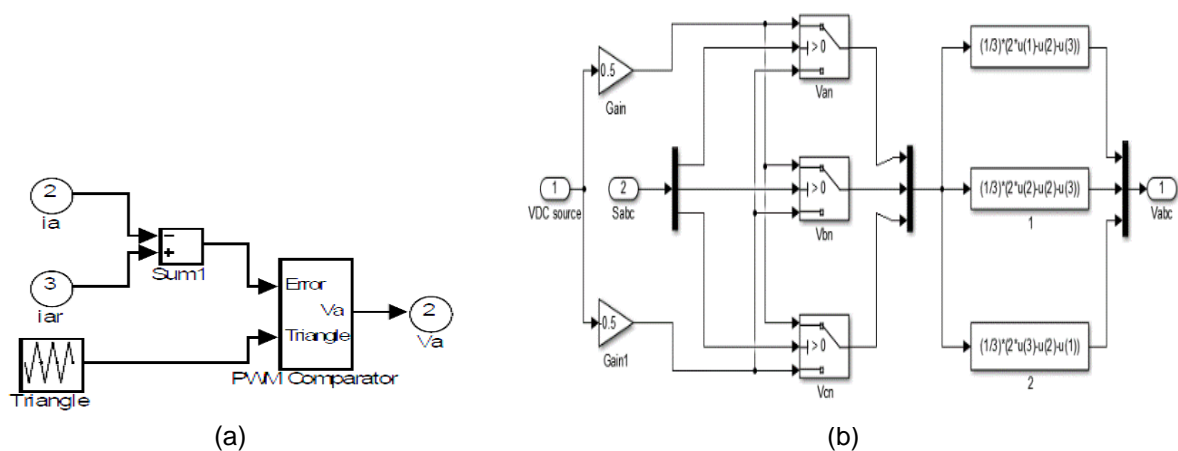 2
ia
3
iar
Sum1
Error
Va
Triangle
PWM Comparator
2
Va
Triangle
(a)
1
VDC source
2
Sabc
0.5
Gain
-0.5
Gain1
> 0
Van
> 0
Vbn
> 0
Vcn
(1/3)*(2*u(1)-u(2)-u(3))
(1/3)*(2*u(2)-u(2)-u(3))
1
(1/3)*(2*u(3)-u(2)-u(1))
2
1
Vabc
(b)